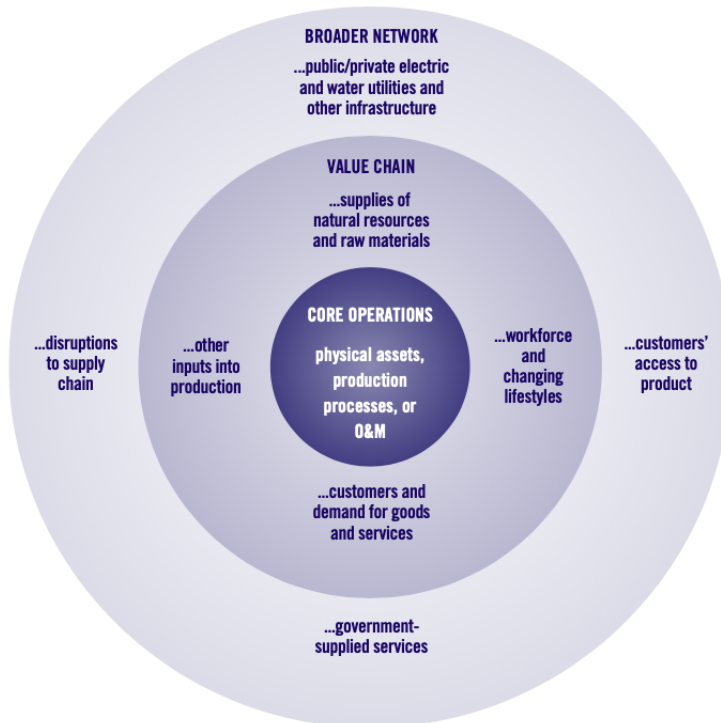 BROADER NETWORK
...public/private electric
and water utilities and
other infrastructure
VALUE CHAIN
...supplies of
natural resources
and raw materials
CORE OPERATIONS
physical assets,
production
processes, or
O&M
...disruptions
to supply
chain
...other
inputs into
production
...workforce
and
changing
lifestyles
...customers'
access to
product
...customers and
demand for goods
and services
...government-
supplied services